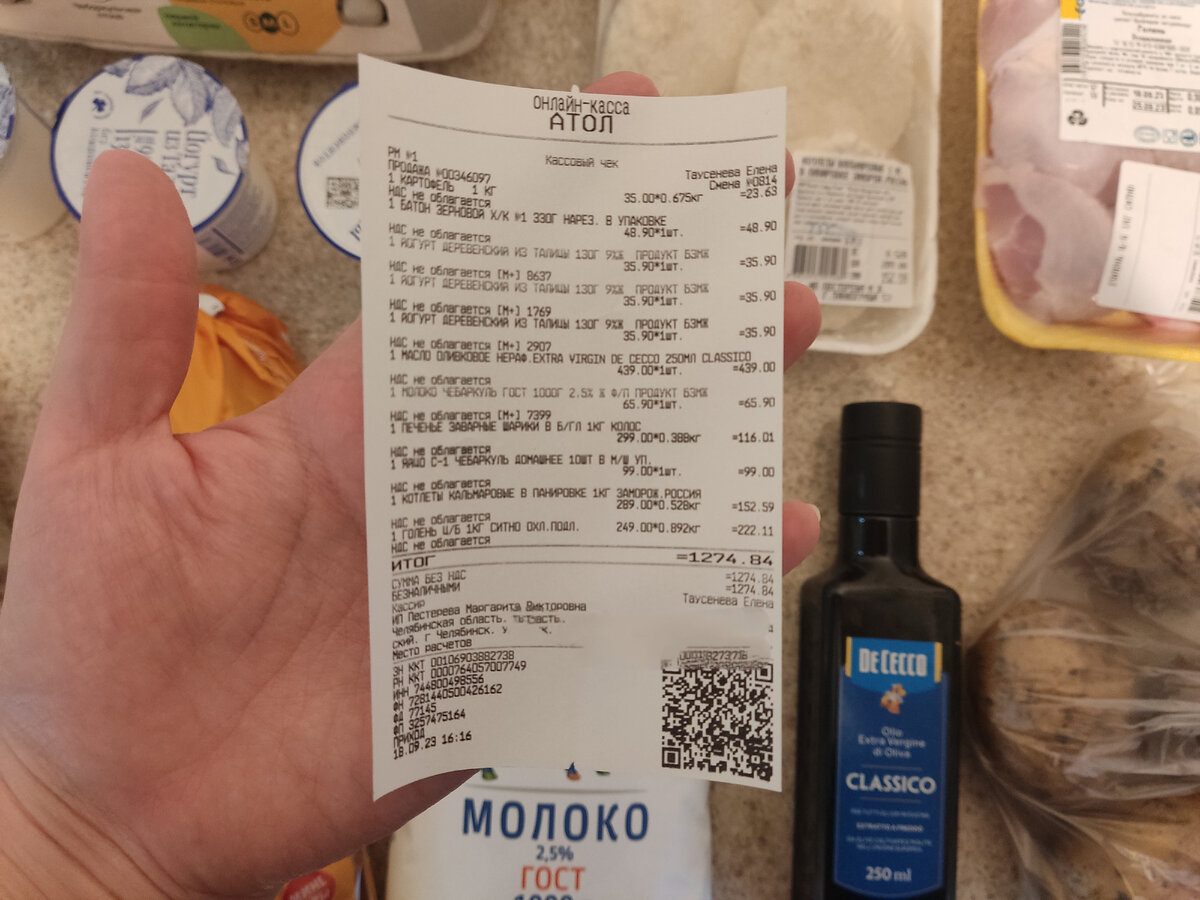 S M L
Йогурт
из та
ОНЛАЙН-КАССА
АТОЛ
Кассовый чек
РМ №1
Таусенева Елена
ПРОДАЖА №00346097
Смена №0814
1 КАРТОФЕЛЬ 1 КГ
35.00*0.675кг =23.63
НДС не облагается
1 БАТОН ЗЕРНОВОЙ Х/К №1 330Г НАРЕЗ. В УПАКОВКЕ
48.90*1шт. =48.90
НДС не облагается
1 ЙОГУРТ ДЕРЕВЕНСКИЙ ИЗ ТАЛИЦЫ 130Г 9%% ПРОДУКТ БЗМЖ
35.90*1шт. =35.90
НДС не облагается [М+] 8637
1 ЙОГУРТ ДЕРЕВЕНСКИЙ ИЗ ТАЛИЦЫ 130Г 9%% ПРОДУКТ БЗМЖ
35.90*1шт. =35.90
НДС не облагается [М+] 1769
1 ЙОГУРТ ДЕРЕВЕНСКИЙ ИЗ ТАЛИЦЫ 130Г 9%% ПРОДУКТ БЗМЖ
35.90*1шт. =35.90
НДС не облагается [М+] 2907
1 МАСЛО ОЛИВКОВОЕ НЕРАФ.EXTRA VIRGIN DE CECCO 250МЛ CLASSICO
439.00*1шт. =439.00
НДС не облагается
1 МОЛОКО ЧЕБАРКУЛЬ ГОСТ 1000Г 2.5% Ж Ф/П ПРОДУКТ БЗМЖ
65.90*1шт. =65.90
НДС не облагается [М+] 7399
1 ПЕЧЕНЬЕ ЗАВАРНЫЕ ШАРИКИ В Б/ГЛ 1КГ КОЛОС
299.00*0.388кг =116.01
НДС не облагается
1 ЯЙЦО С-1 ЧЕБАРКУЛЬ ДОМАШНЕЕ 10ШТ В М/Ш УП.
99.00*1шт. =99.00
НДС не облагается
1 КОТЛЕТЫ КАЛЬМАРОВЫЕ В ПАНИРОВКЕ 1КГ ЗАМОРОЖ.РОССИЯ
289.00*0.528кг =152.59
НДС не облагается
1 ГОЛЕНЬ Ц/Б 1КГ СИТНО ОХЛ.ПОДЛ. 249.00*0.892кг =222.11
НДС не облагается
ИТОГ =1274.84
СУММА БЕЗ НДС =1274.84
БЕЗНАЛИЧНЫМИ =1274.84
Кассир Таусенева Елена
ИП Пестерева Маргарита Викторовна
Челябинская область,
ский, г Челябинск, у
Место расчетов
ЗН ККТ 00106903882738
РН ККТ 0000764057007749
ИНН 744800498556
ФН 7281440500426162
ФД 77145
ФП 3257475164
ПРИХОД
18.09.23 16:16
DE CECCO
Olio
Extra Vergine
di Oliva
CLASSICO
250 ml
МОЛОКО
2,5%
ГОСТ